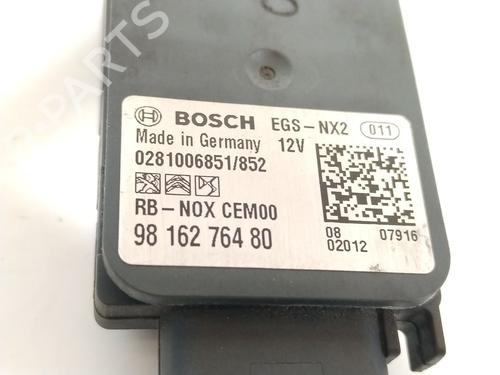 BOSCH EGS-NX2 011
Made in Germany 12V
0281006851/852
RB-NOX CEM00
98 162 764 80
08 07916
02012